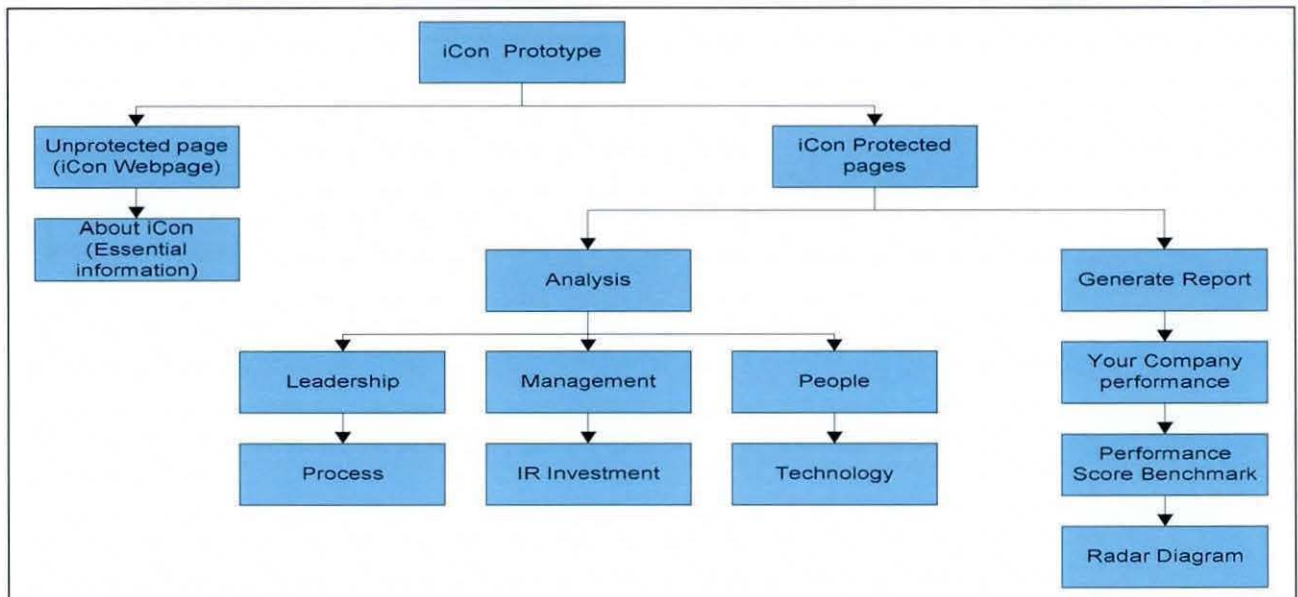 iCon Prototype
Unprotected page
(iCon Webpage)
iCon Protected
pages
About iCon
(Essential
information)
Analysis
Generate Report
Leadership
Management
People
Your Company
performance
Process
IR Investment
Technology
Performance
Score Benchmark
Radar Diagram